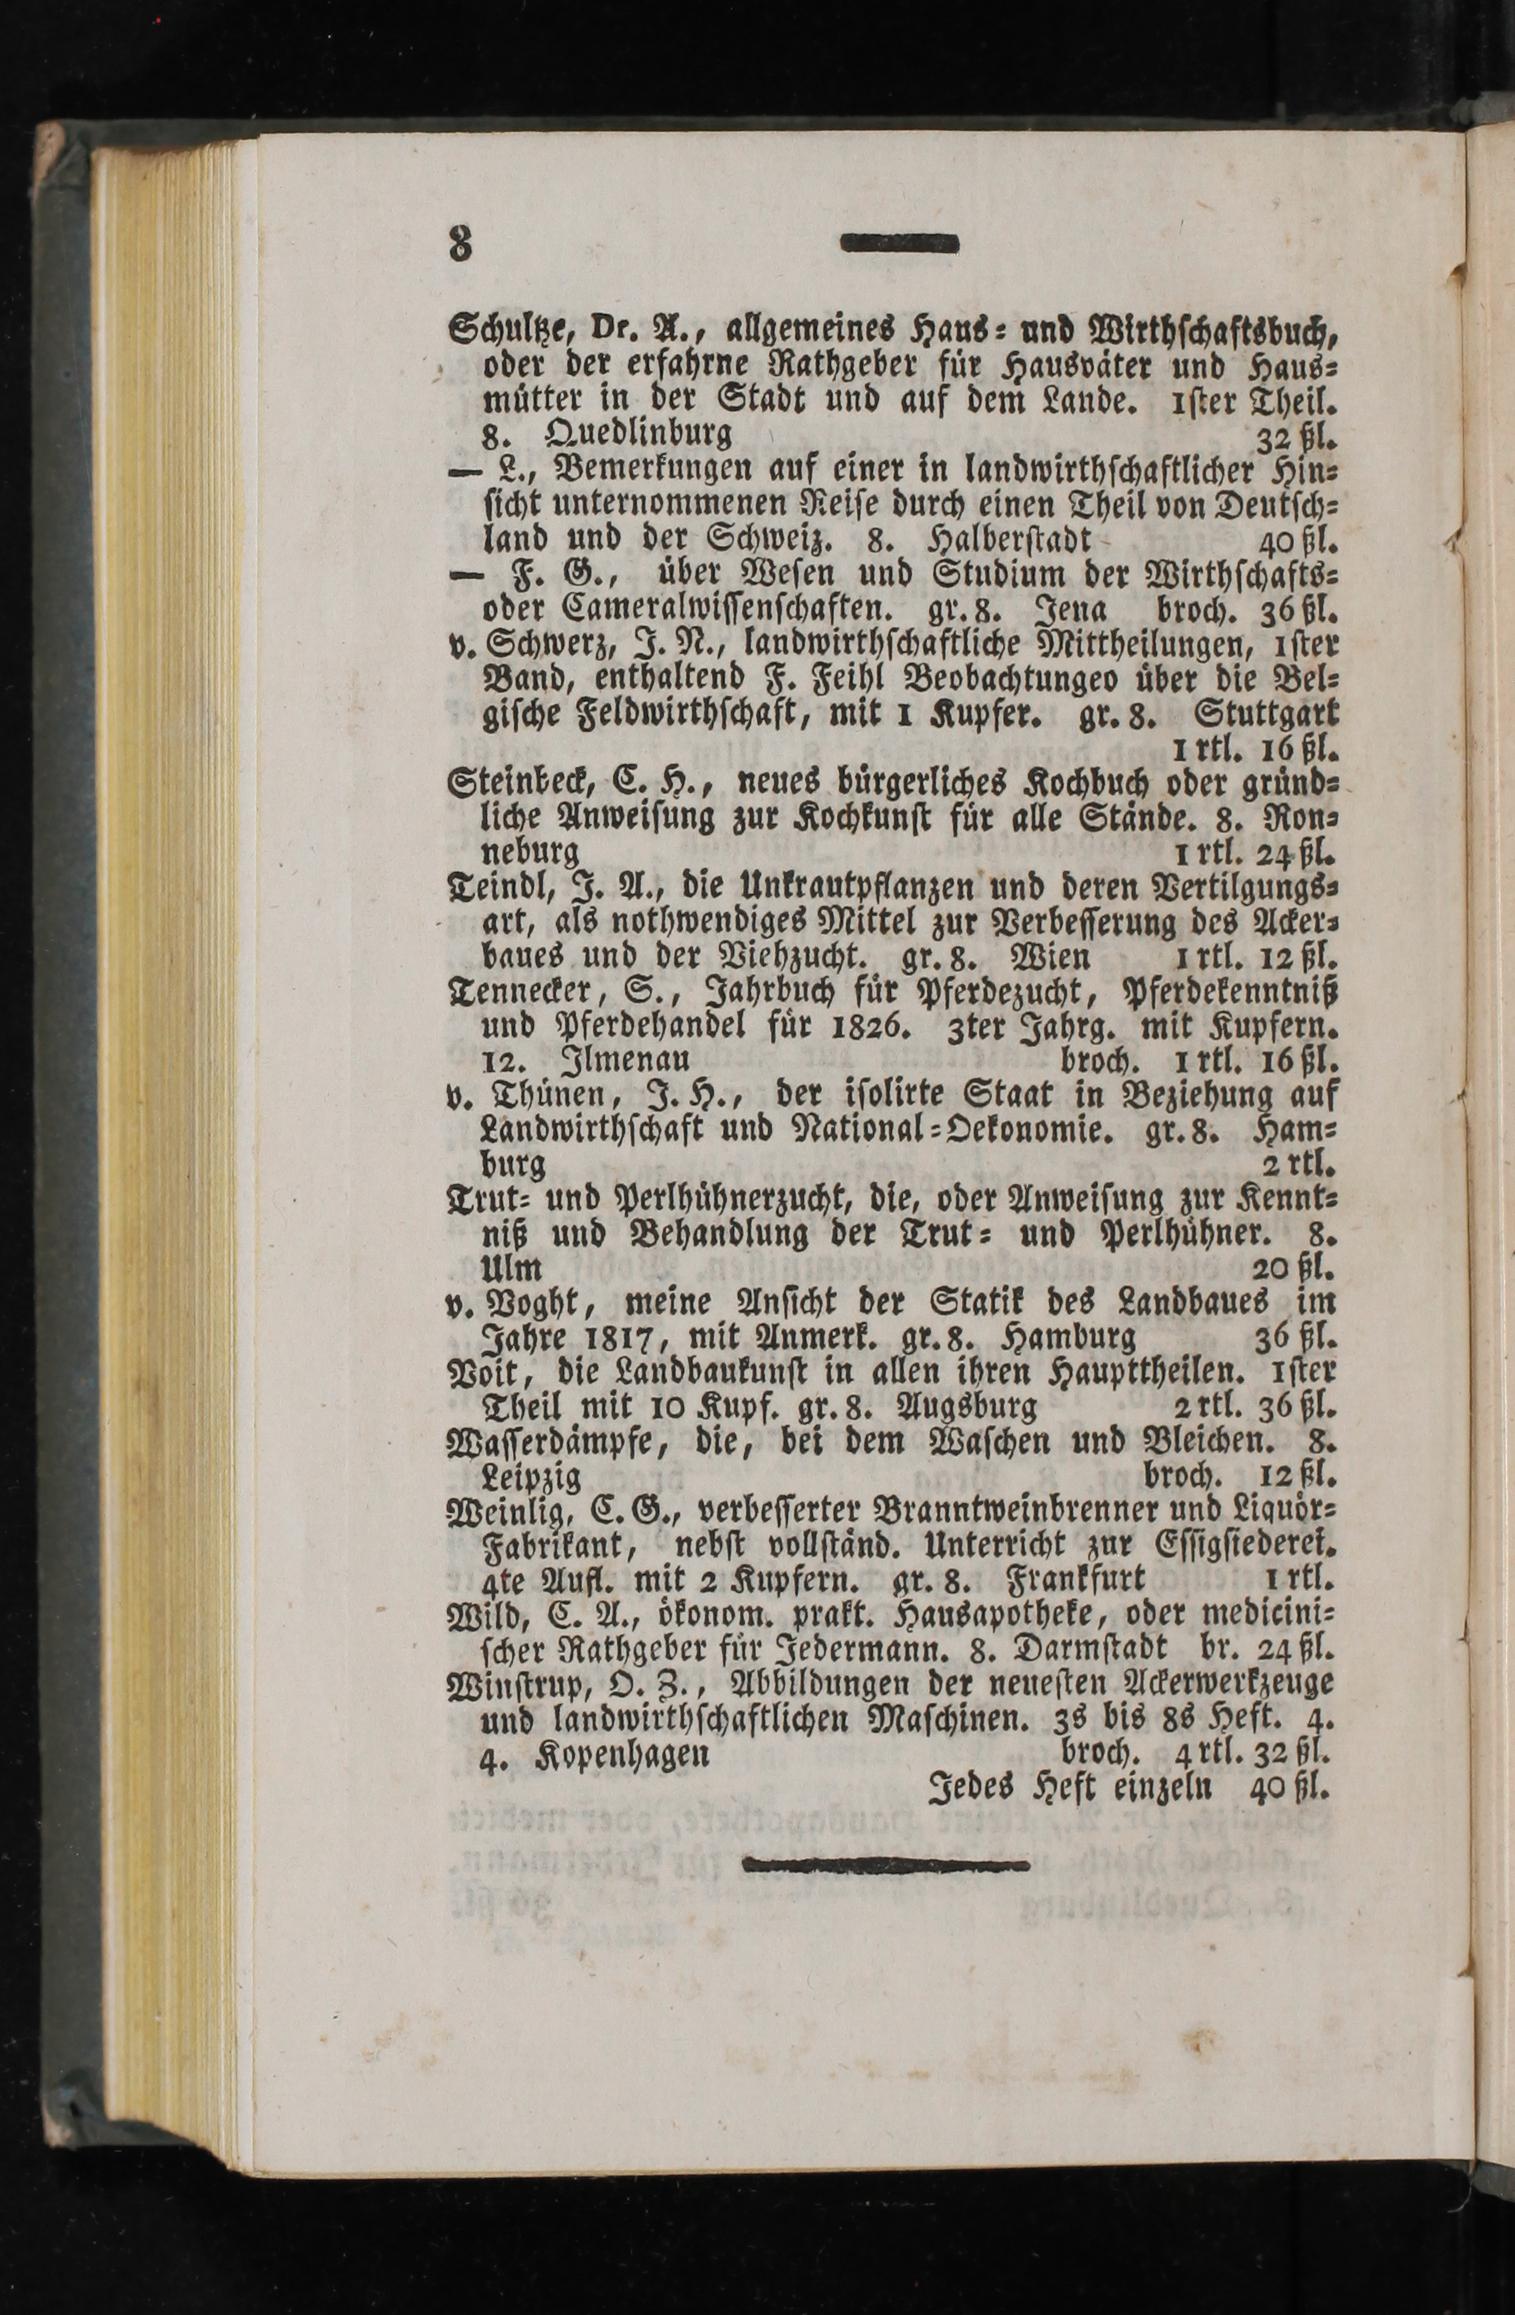 8
Schultze, Dr. A., allgemeines Haus- und Wirthschaftsbuch,
oder der erfahrne Rathgeber für Hausväter und Haus-
mütter in der Stadt und auf dem Lande. 1ster Theil.
8. Quedlinburg 32 ßl.
— L., Bemerkungen auf einer in landwirthschaftlicher Hin-
sicht unternommenen Reise durch einen Theil von Deutsch-
land und der Schweiz. 8. Halberstadt 40 ßl.
— F. G., über Wesen und Studium der Wirthschafts-
oder Cameralwissenschaften. gr. 8. Jena broch. 36 ßl.
v. Schwerz, J. N., landwirthschaftliche Mittheilungen, 1ster
Band, enthaltend F. Feihl Beobachtungeo über die Bel-
gische Feldwirthschaft, mit 1 Kupfer. gr. 8. Stuttgart
1 rtl. 16 ßl.
Steinbeck, C. H., neues bürgerliches Kochbuch oder gründ-
liche Anweisung zur Kochkunst für alle Stände. 8. Ron-
neburg 1 rtl. 24 ßl.
Teindl, J. A., die Unkrautpflanzen und deren Vertilgungs-
art, als nothwendiges Mittel zur Verbesserung des Acker-
baues und der Viehzucht. gr. 8. Wien 1 rtl. 12 ßl.
Tennecker, S., Jahrbuch für Pferdezucht, Pferdekenntniß
und Pferdehandel für 1826. 3ter Jahrg. mit Kupfern.
12. Ilmenau broch. 1 rtl. 16 ßl.
v. Thünen, J. H., der isolirte Staat in Beziehung auf
Landwirthschaft und National-Oekonomie. gr. 8. Ham-
burg 2 rtl.
Trut- und Perlhühnerzucht, die, oder Anweisung zur Kennt-
niß und Behandlung der Trut- und Perlhühner. 8.
Ulm 20 ßl.
v. Voght, meine Ansicht der Statik des Landbaues im
Jahre 1817, mit Anmerk. gr. 8. Hamburg 36 ßl.
Voit, die Landbaukunst in allen ihren Haupttheilen. 1ster
Theil mit 10 Kupf. gr. 8. Augsburg 2 rtl. 36 ßl.
Wasserdämpfe, die, bei dem Waschen und Bleichen. 8.
Leipzig broch. 12 ßl.
Weinlig, C. G., verbesserter Branntweinbrenner und Liquör-
Fabrikant, nebst vollständ. Unterricht zur Essigsiederei.
4te Aufl. mit 2 Kupfern. gr. 8. Frankfurt 1 rtl.
Wild, C. A., ökonom. prakt. Hausapotheke, oder medicini-
scher Rathgeber für Jedermann. 8. Darmstadt br. 24 ßl.
Winstrup, O. Z., Abbildungen der neuesten Ackerwerkzeuge
und landwirthschaftlichen Maschinen. 3s bis 8s Heft. 4.
4. Kopenhagen broch. 4 rtl. 32 ßl.
Jedes Heft einzeln 40 ßl.